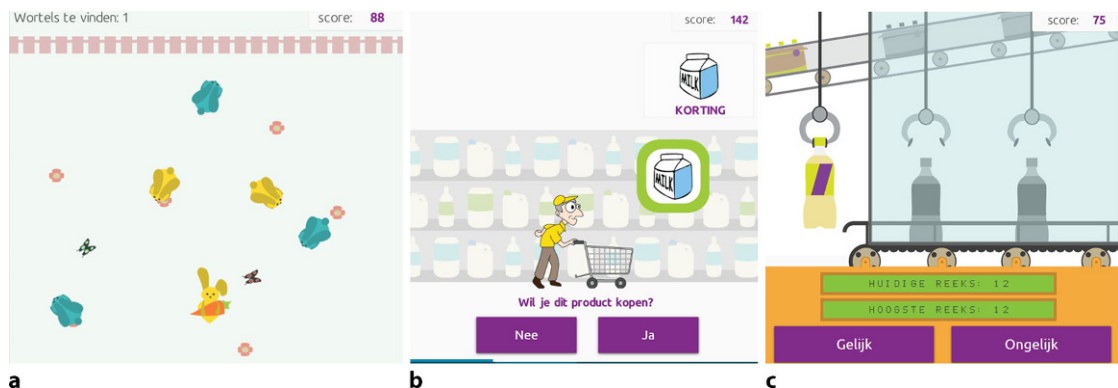 Wortels te vinden: 1
score: 88
a
score: 142
MILK
KORTING
MILK
Wil je dit product kopen?
Nee
Ja
b
score: 75
HUIDIGE REEKS: 12
HOOGSTE REEKS: 12
Gelijk
Ongelijk
c